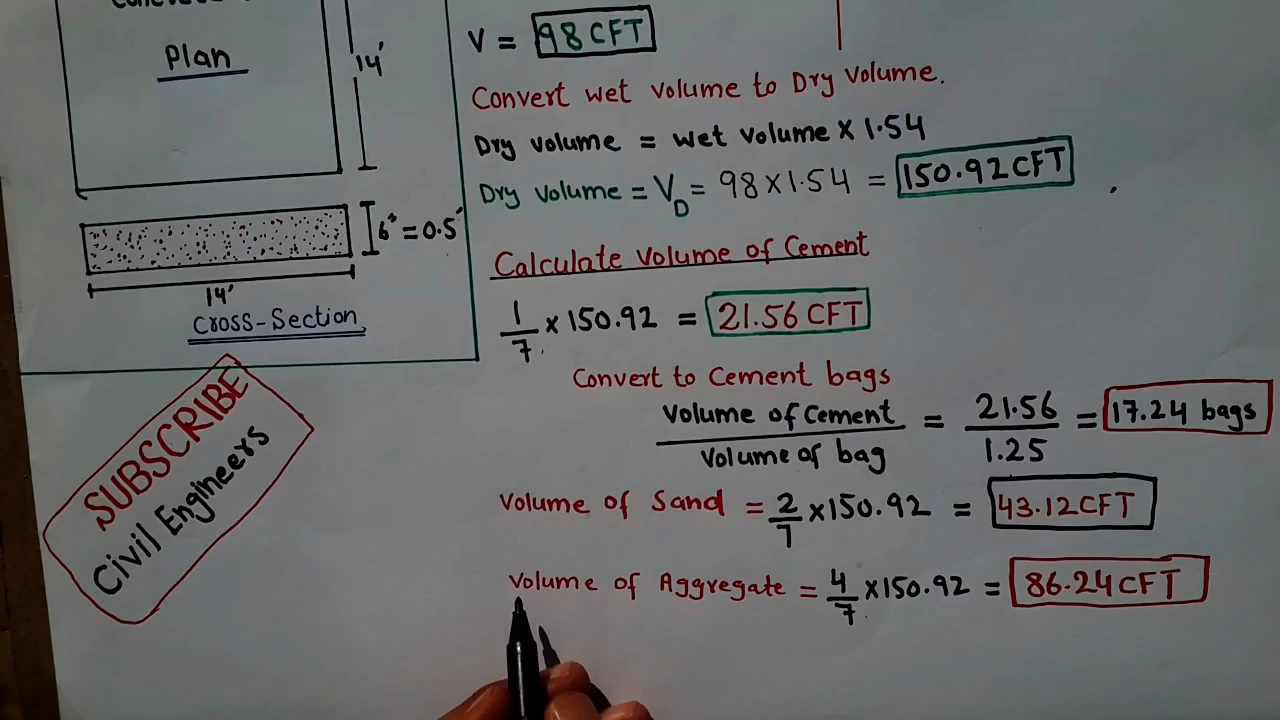 Plan
14'
6" = 0.5'
14'
Cross-Section
SUBSCRIBE
Civil Engineers
V = 98 CFT
Convert wet volume to Dry volume.
Dry volume = wet volume × 1.54
Dry volume = V_D = 98 × 1.54 = 150.92 CFT
Calculate Volume of Cement
1/7 × 150.92 = 21.56 CFT
Convert to Cement bags
Volume of Cement / Volume of bag = 21.56 / 1.25 = 17.24 bags
Volume of Sand = 2/7 × 150.92 = 43.12 CFT
Volume of Aggregate = 4/7 × 150.92 = 86.24 CFT